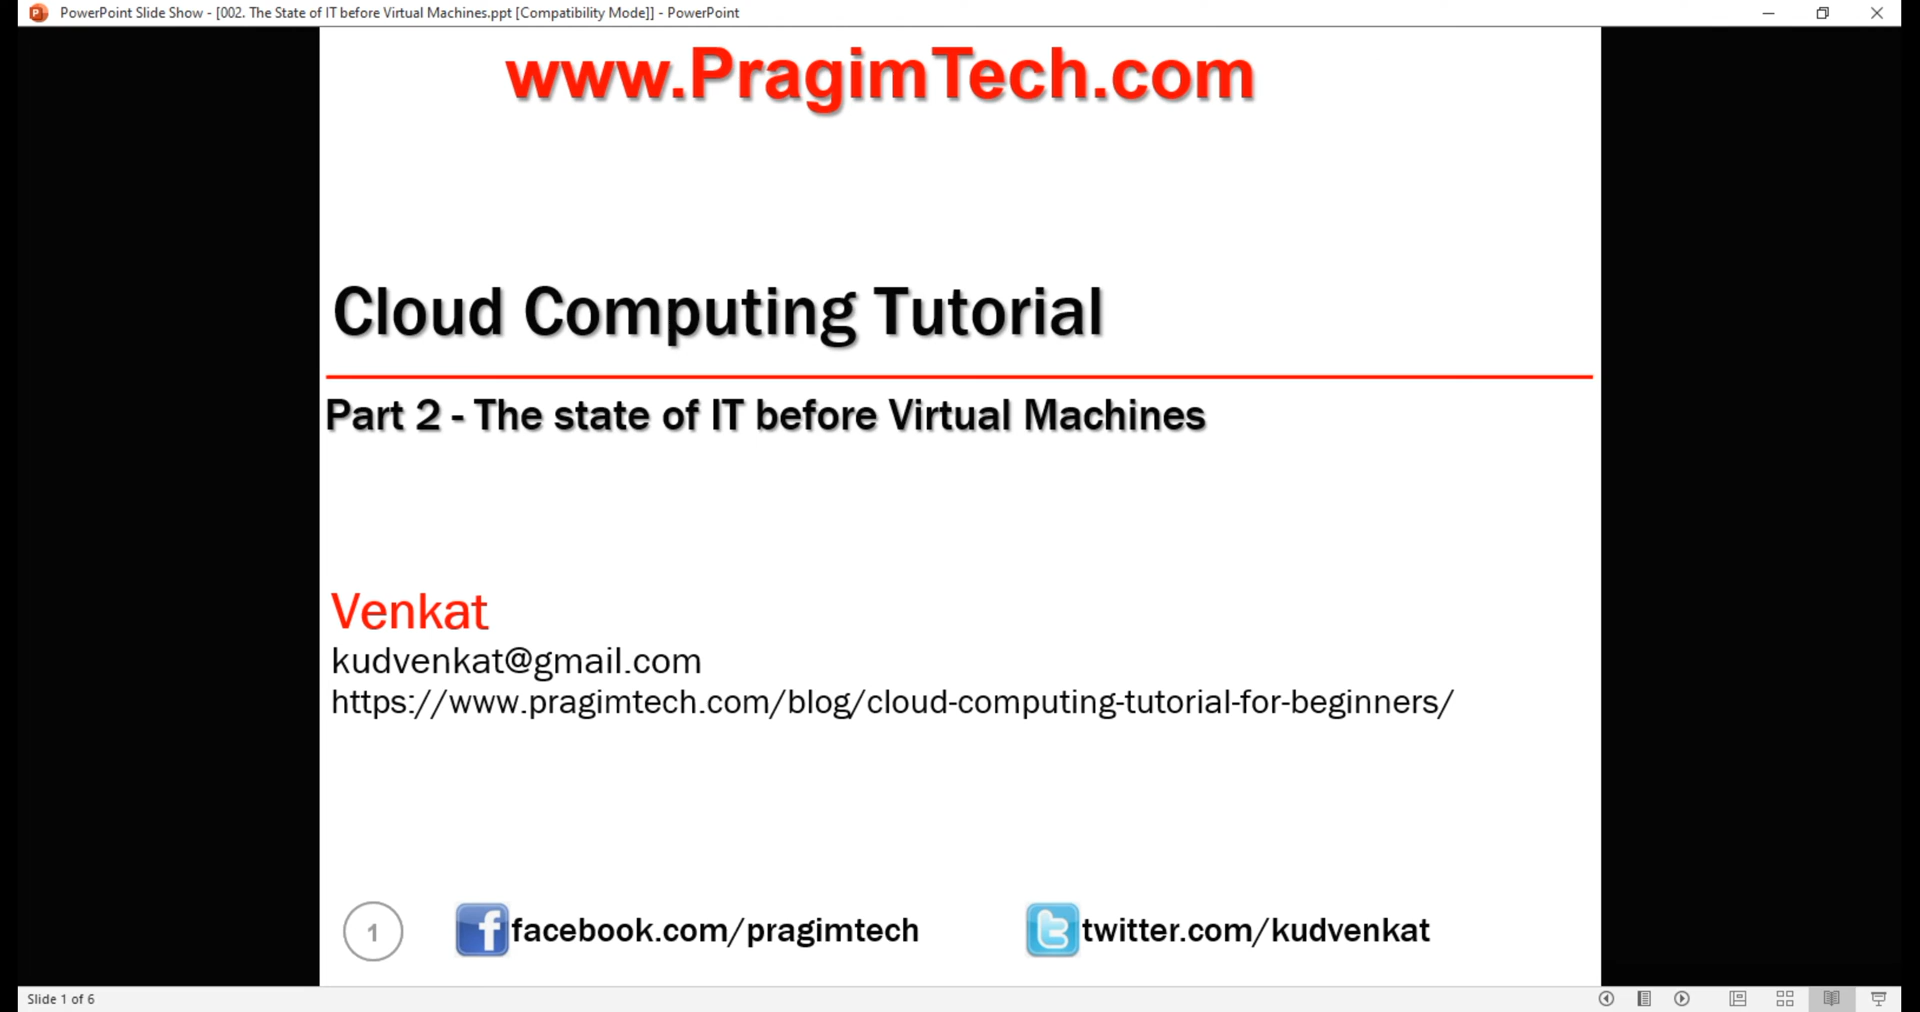 PowerPoint Slide Show - [002. The State of IT before Virtual Machines.ppt [Compatibility Mode]] - PowerPoint
www.PragimTech.com
Cloud Computing Tutorial
Part 2 - The state of IT before Virtual Machines
Venkat
kudvenkat@gmail.com
https://www.pragimtech.com/blog/cloud-computing-tutorial-for-beginners/
1 facebook.com/pragimtech twitter.com/kudvenkat
Slide 1 of 6